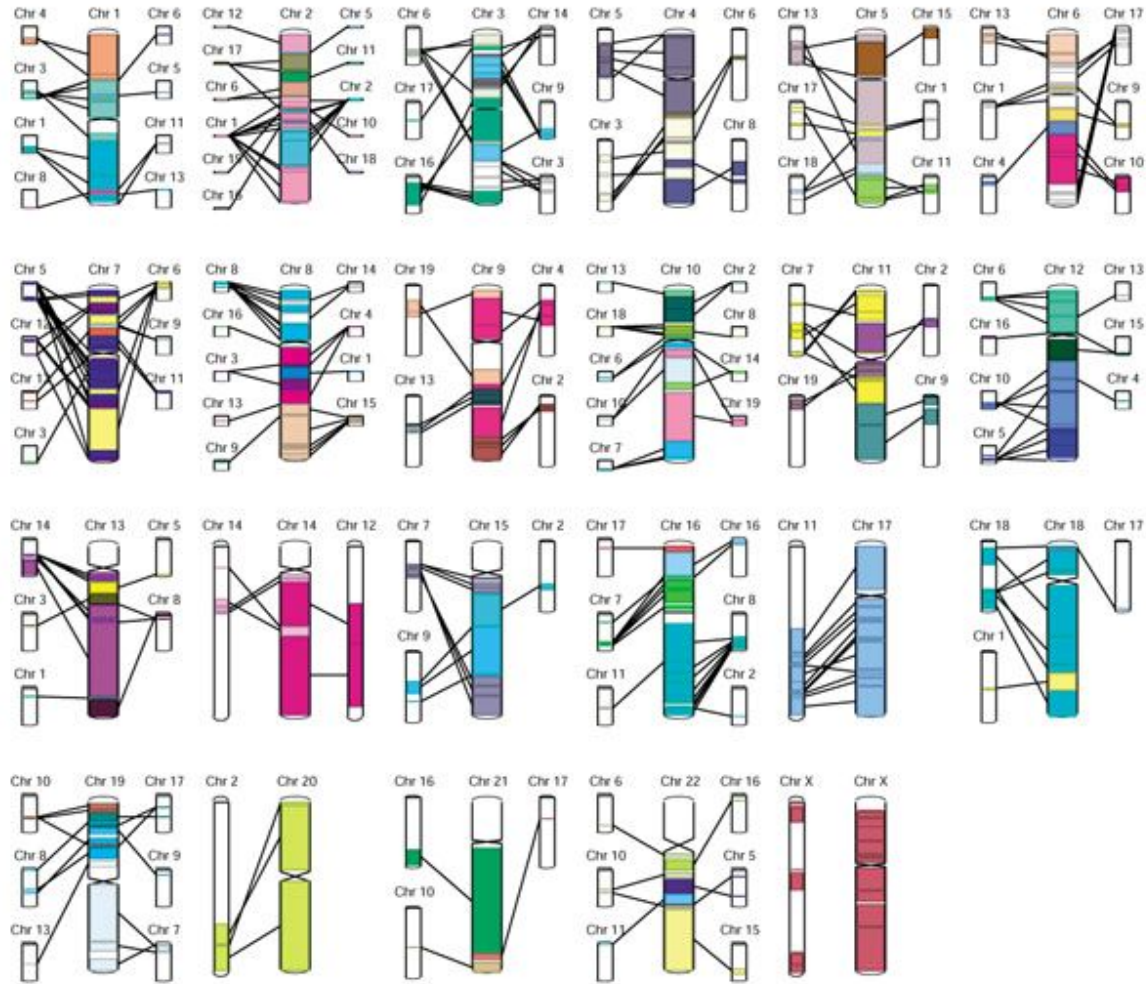 Chr 4 Chr 1 Chr 6
Chr 3 Chr 5
Chr 1 Chr 11
Chr 8 Chr 13
Chr 12 Chr 2 Chr 5
Chr 17 Chr 11
Chr 6 Chr 2
Chr 1 Chr 10
Chr 18
Chr 16
Chr 6 Chr 3 Chr 14
Chr 17 Chr 9
Chr 16 Chr 3
Chr 5 Chr 4 Chr 6
Chr 3 Chr 8
Chr 13 Chr 5 Chr 15
Chr 17 Chr 1
Chr 18 Chr 11
Chr 13 Chr 6 Chr 17
Chr 1 Chr 9
Chr 4 Chr 10
Chr 5 Chr 7 Chr 6
Chr 12 Chr 9
Chr 11
Chr 3
Chr 8 Chr 8 Chr 14
Chr 16 Chr 4
Chr 3 Chr 1
Chr 13 Chr 15
Chr 9
Chr 19 Chr 9 Chr 4
Chr 13 Chr 2
Chr 13 Chr 10 Chr 2
Chr 18 Chr 8
Chr 6 Chr 14
Chr 10 Chr 19
Chr 7
Chr 7 Chr 11 Chr 2
Chr 19 Chr 9
Chr 6 Chr 12 Chr 13
Chr 16 Chr 15
Chr 10 Chr 4
Chr 5
Chr 14 Chr 13 Chr 5
Chr 3 Chr 8
Chr 1
Chr 14 Chr 14 Chr 12
Chr 7 Chr 15 Chr 2
Chr 9
Chr 17 Chr 16 Chr 16
Chr 7 Chr 8
Chr 11 Chr 2
Chr 11 Chr 17
Chr 18 Chr 18 Chr 17
Chr 1
Chr 10 Chr 19 Chr 17
Chr 8 Chr 9
Chr 13 Chr 7
Chr 2 Chr 20
Chr 16 Chr 21 Chr 17
Chr 10
Chr 6 Chr 22 Chr 16
Chr 10 Chr 5
Chr 11 Chr 15
Chr X Chr X